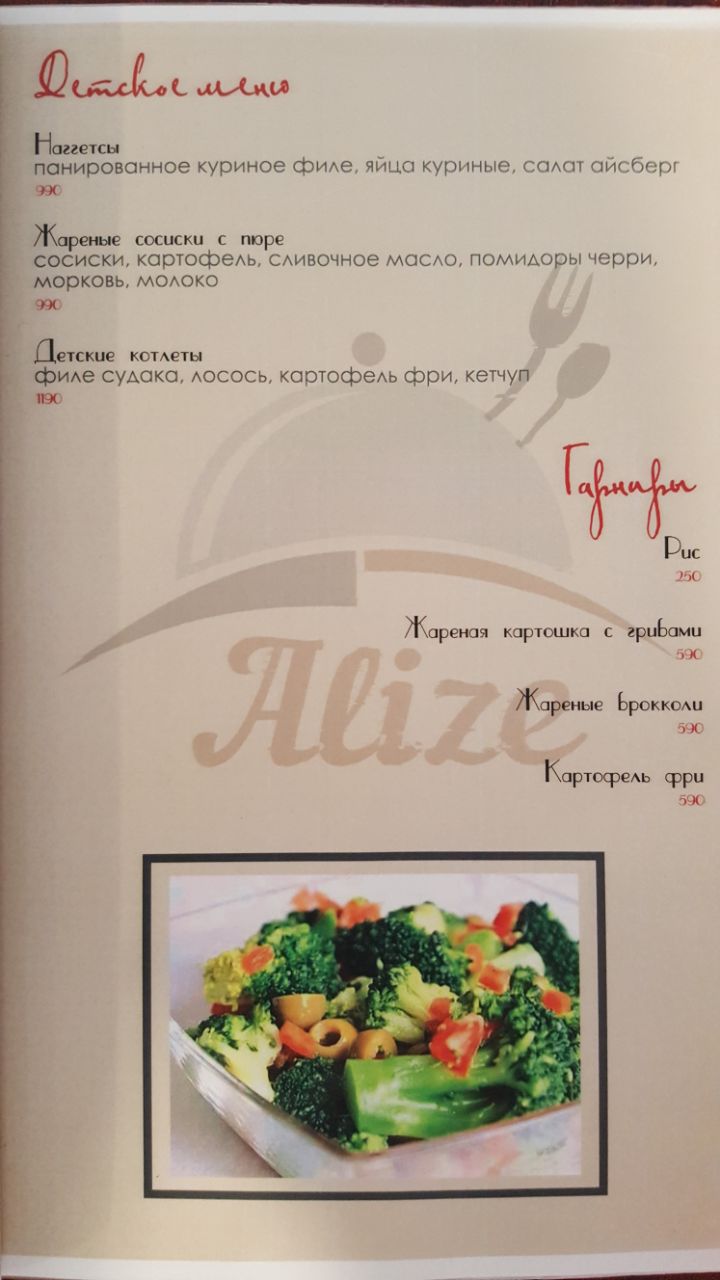 Детское меню
Наггетсы
панированное куриное филе, яйца куриные, салат айсберг
990
Жареные сосиски с пюре
сосиски, картофель, сливочное масло, помидоры черри,
морковь, молоко
990
Детские котлеты
филе судака, лосось, картофель фри, кетчуп
1190
Гарниры
Рис
250
Жареная картошка с грибами
590
Alize
Жареные брокколи
590
Картофель фри
590